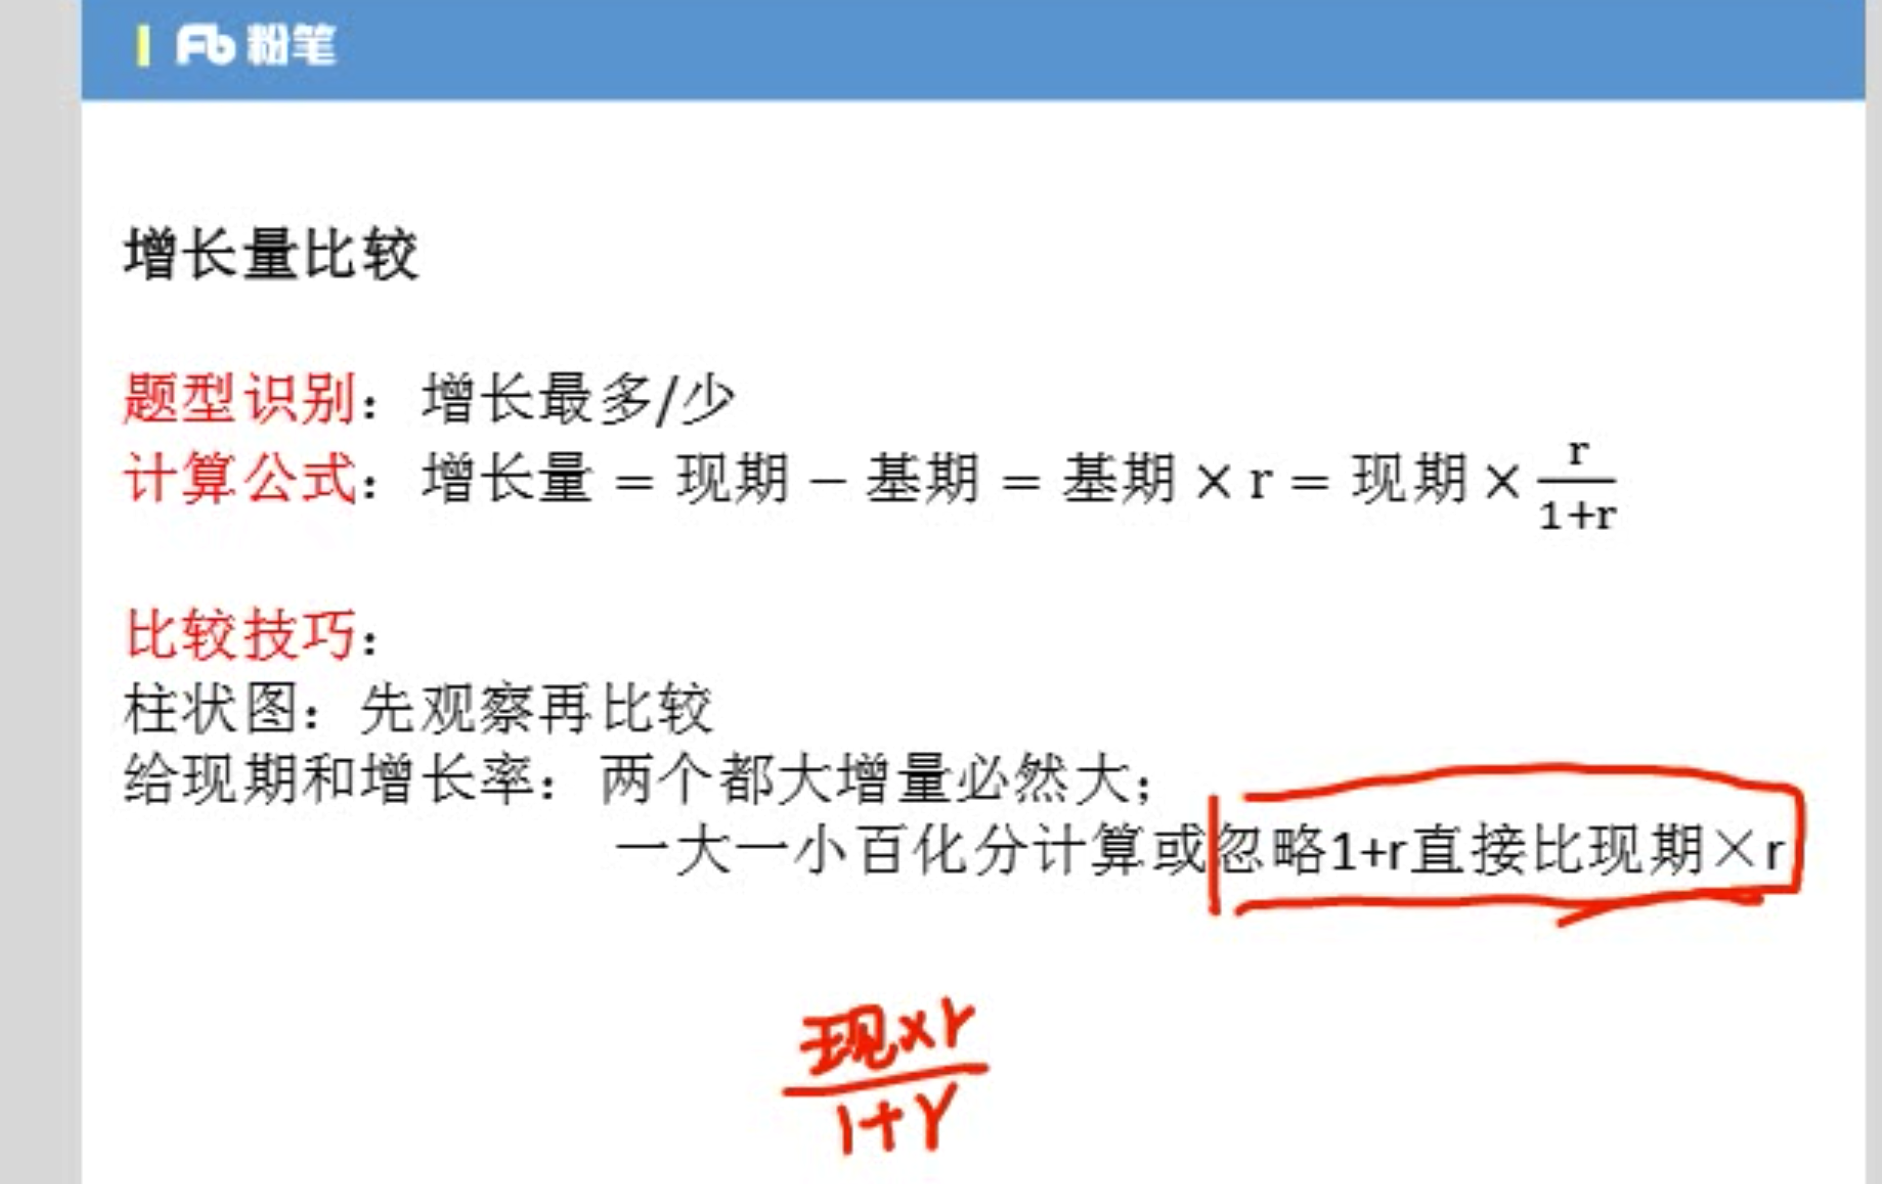 Fb 粉笔
增长量比较
题型识别：增长最多/少
计算公式：增长量 = 现期 − 基期 = 基期 × r = 现期 × r/1+r
比较技巧：
柱状图：先观察再比较
给现期和增长率：两个都大增量必然大；
一大一小百化分计算或忽略1+r直接比现期×r
现×r
1+r